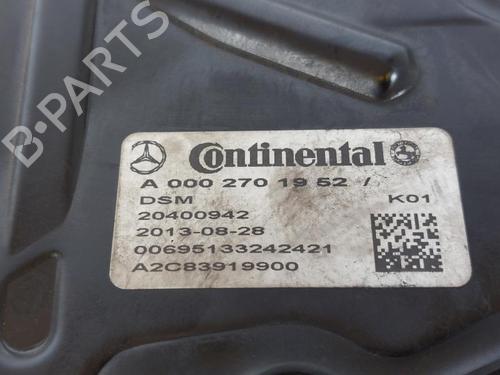 B-PARTS
Continental
A 000 270 19 52 /
DSM K01
20400942
2013-08-28
00695133242421
A2C83919900